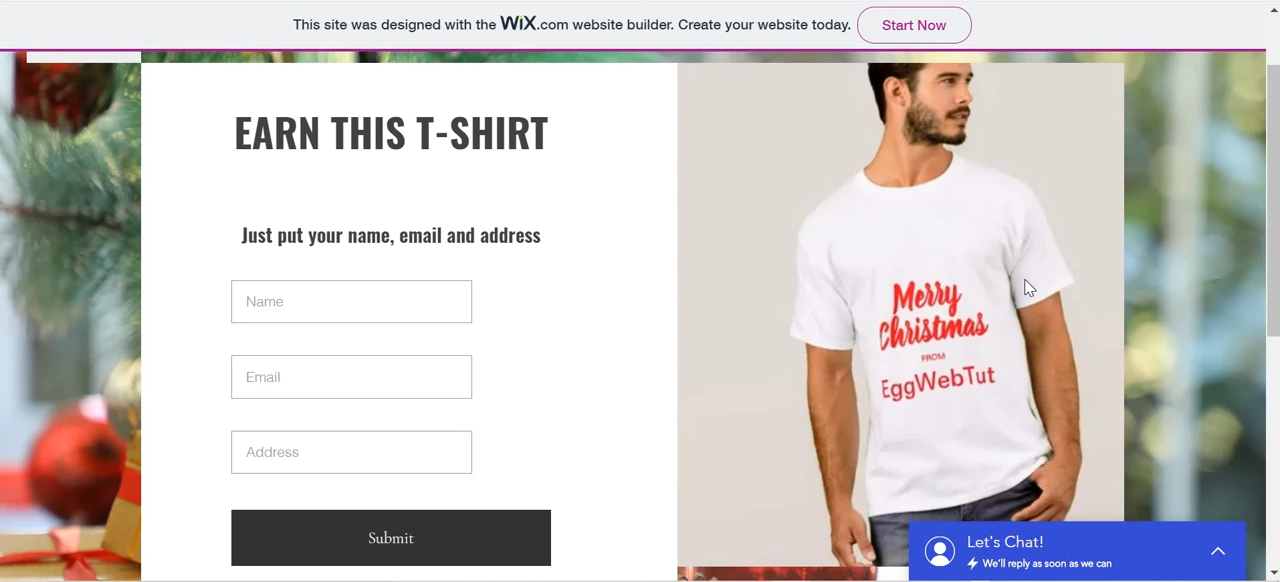 This site was designed with the WiX.com website builder. Create your website today. Start Now
EARN THIS T-SHIRT
Just put your name, email and address
Name
Email
Address
Submit
Merry
Christmas
FROM
EggWebTut
Let's Chat!
We'll reply as soon as we can